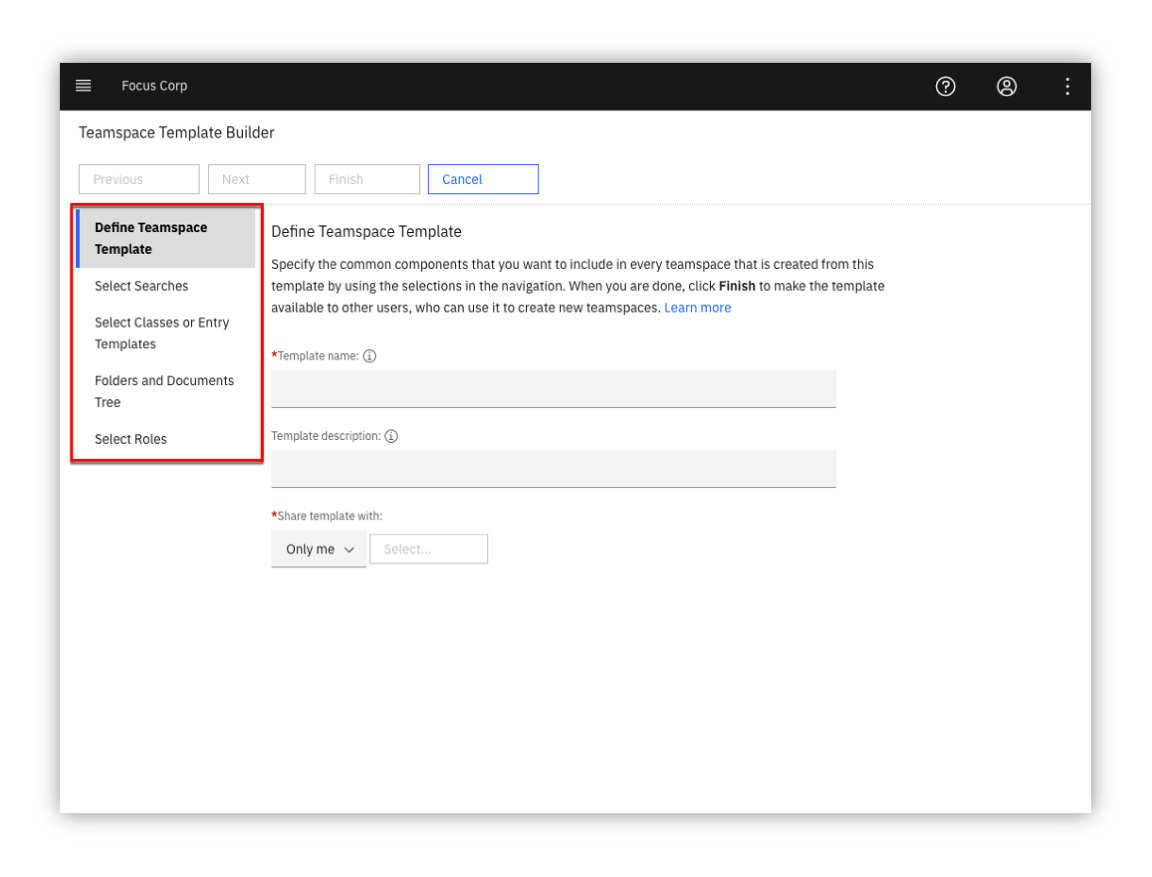 Focus Corp
Teamspace Template Builder
Previous
Next
Finish
Cancel
Define Teamspace
Template
Select Searches
Select Classes or Entry
Templates
Folders and Documents
Tree
Select Roles
Define Teamspace Template
Specify the common components that you want to include in every teamspace that is created from this
template by using the selections in the navigation. When you are done, click Finish to make the template
available to other users, who can use it to create new teamspaces. Learn more
*Template name:
Template description:
*Share template with:
Only me
Select...